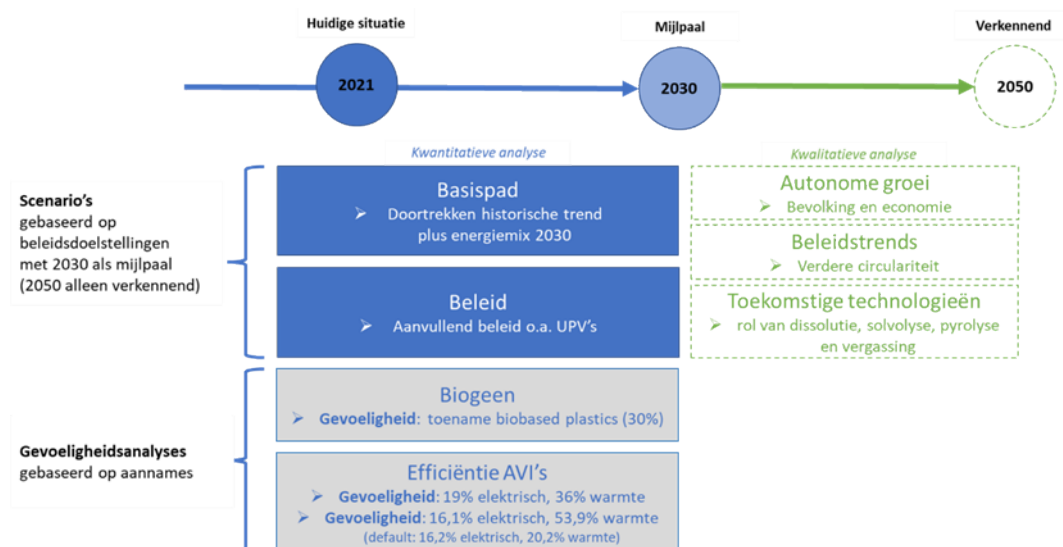 Huidige situatie
Mijlpaal
Verkennend
2021
2030
2050
Kwantitatieve analyse
Kwalitatieve analyse
Scenario's
gebaseerd op
beleidsdoelstellingen
met 2030 als mijlpaal
(2050 alleen verkennend)
Basispad
➤ Doortrekken historische trend
plus energiemix 2030
Beleid
➤ Aanvullend beleid o.a. UPV's
Autonome groei
➤ Bevolking en economie
Beleidstrends
➤ Verdere circulariteit
Toekomstige technologieën
➤ rol van dissolutie, solvolyse, pyrolyse
en vergassing
Gevoeligheidsanalyses
gebaseerd op aannames
Biogeen
➤ Gevoeligheid: toename biobased plastics (30%)
Efficiëntie AVI's
➤ Gevoeligheid: 19% elektrisch, 36% warmte
➤ Gevoeligheid: 16,1% elektrisch, 53,9% warmte
(default: 16,2% elektrisch, 20,2% warmte)